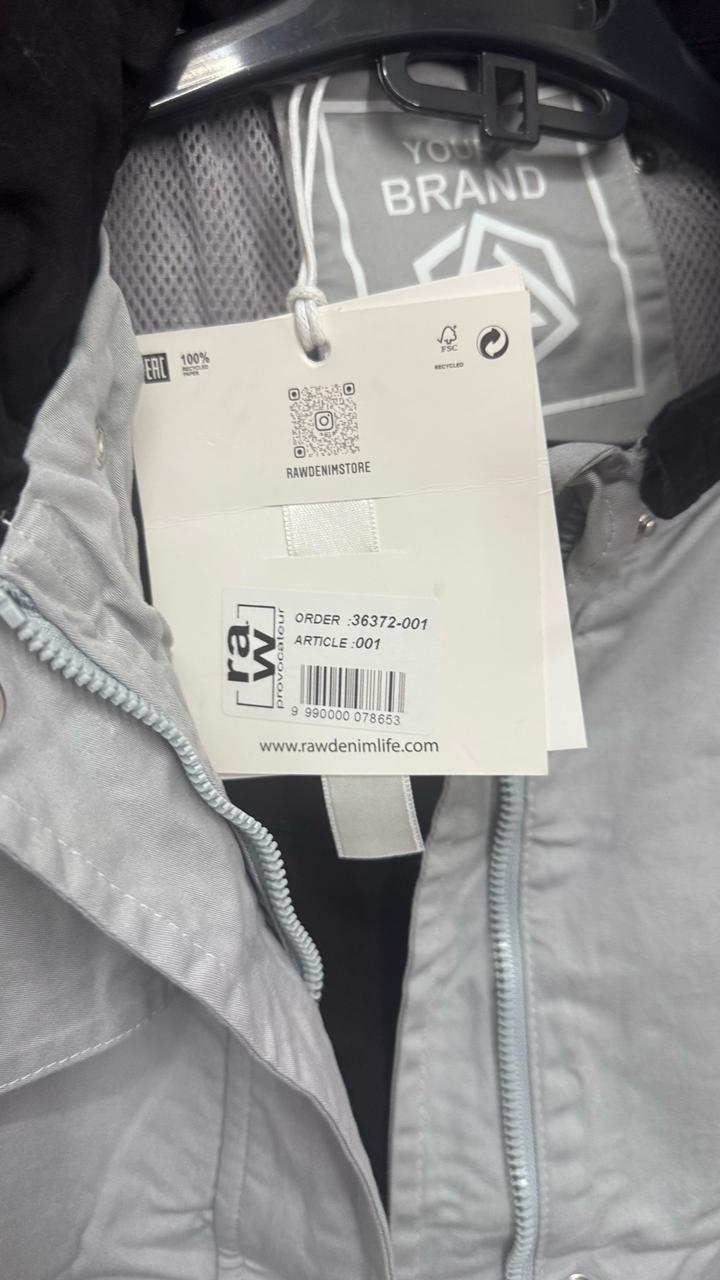 YOUR
BRAND
EAC
100%
RECYCLED
PAPER
FSC
RECYCLED
RAWDENIMSTORE
raw
provocateur
ORDER :36372-001
ARTICLE :001
9 990000 078653
www.rawdenimlife.com